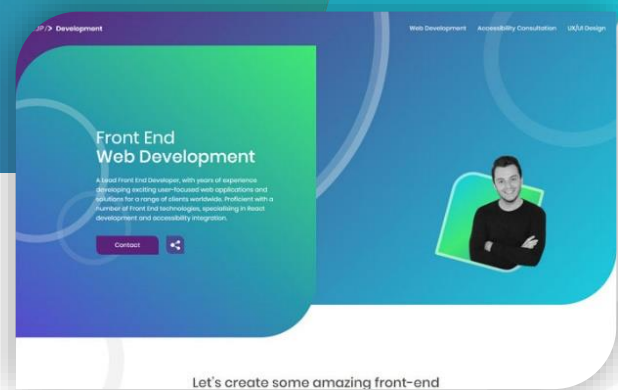 /> Development
Web Development Accessibility Consultation UX/UI Design
Front End
Web Development
A Lead Front End Developer, with years of experience
developing exciting user-focused web applications and
solutions for a range of clients worldwide. Proficient with a
number of Front End technologies, specialising in React
development and accessibility integration.
Contact
Let's create some amazing front-end